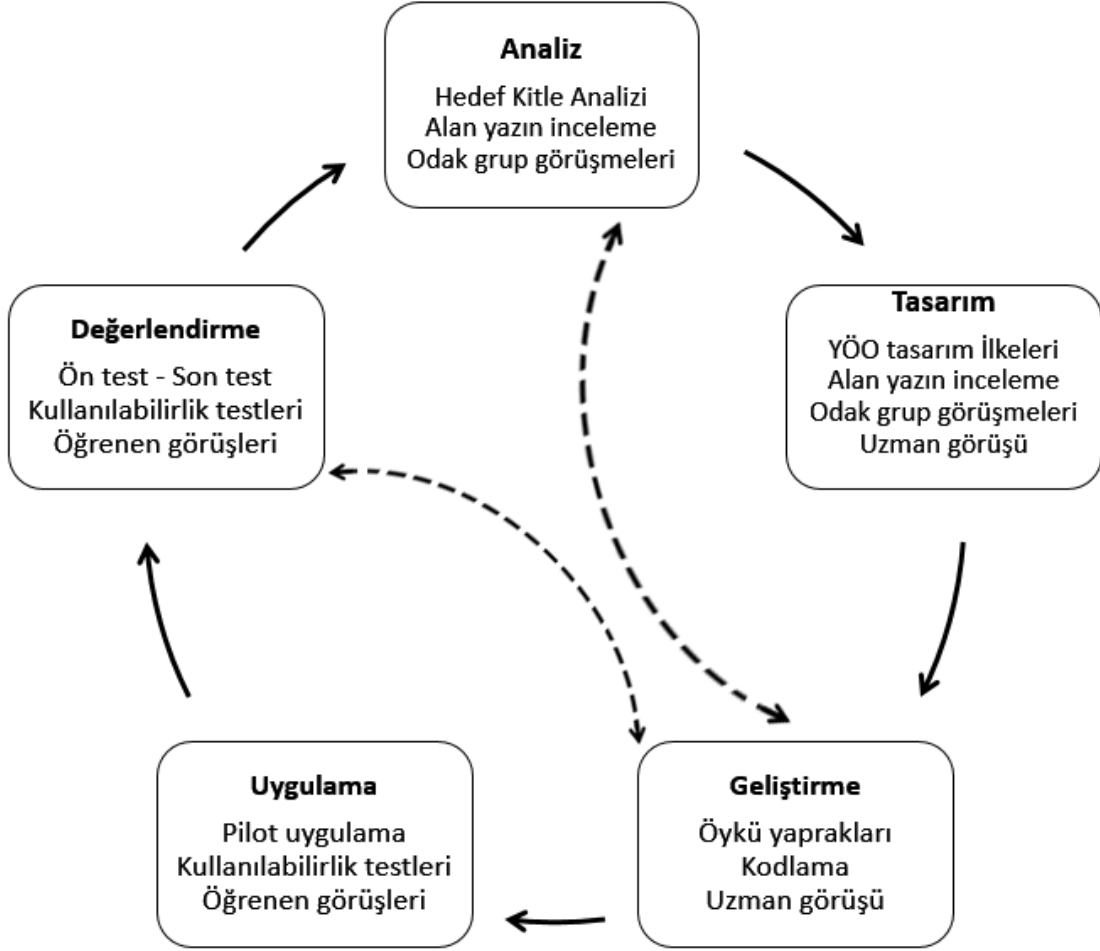 Analiz
Hedef Kitle Analizi
Alan yazın inceleme
Odak grup görüşmeleri
Tasarım
YÖO tasarım İlkeleri
Alan yazın inceleme
Odak grup görüşmeleri
Uzman görüşü
Geliştirme
Öykü yaprakları
Kodlama
Uzman görüşü
Uygulama
Pilot uygulama
Kullanılabilirlik testleri
Öğrenen görüşleri
Değerlendirme
Ön test - Son test
Kullanılabilirlik testleri
Öğrenen görüşleri